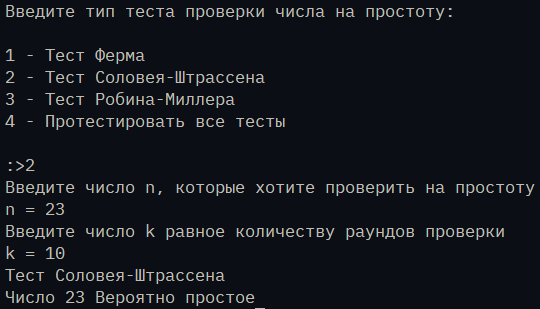 Введите тип теста проверки числа на простоту:
1 - Тест Ферма
2 - Тест Соловея-Штрассена
3 - Тест Робина-Миллера
4 - Протестировать все тесты
:>2
Введите число n, которые хотите проверить на простоту
n = 23
Введите число k равное количеству раундов проверки
k = 10
Тест Соловея-Штрассена
Число 23 Вероятно простое